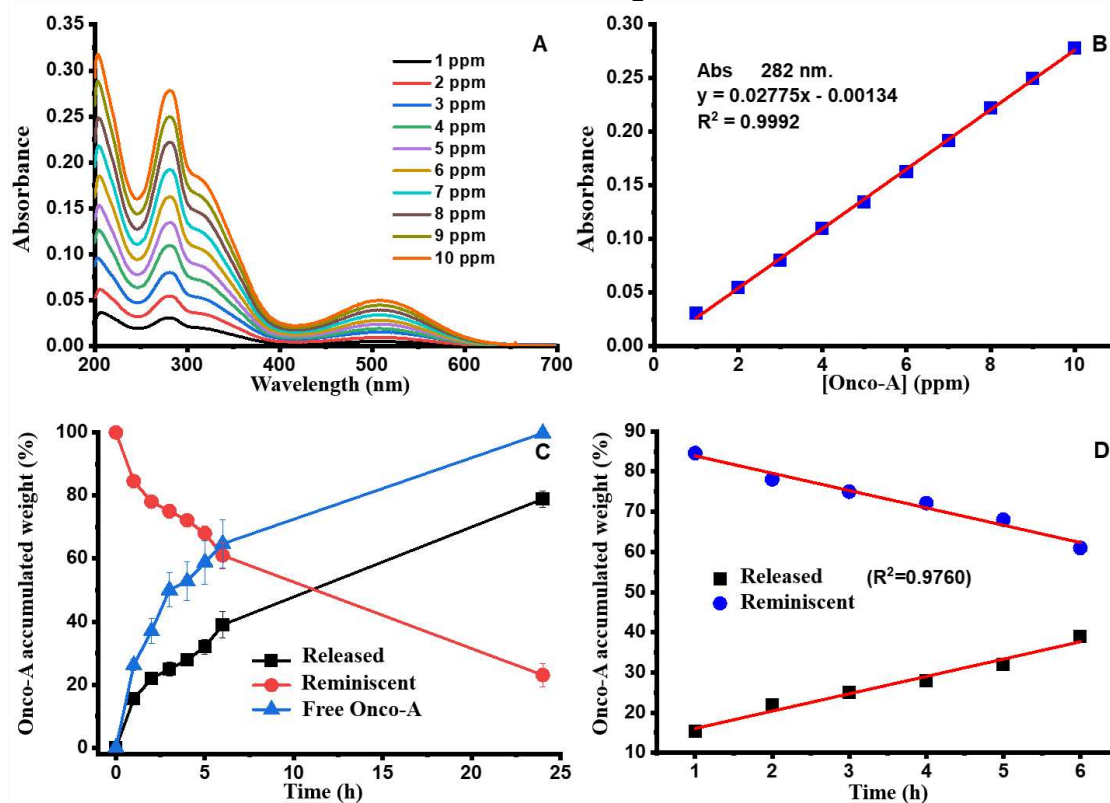 A
0.35
0.30
0.25
0.20
0.15
0.10
0.05
0.00
Absorbance
1 ppm
2 ppm
3 ppm
4 ppm
5 ppm
6 ppm
7 ppm
8 ppm
9 ppm
10 ppm
200 300 400 500 600 700
Wavelength (nm)
B
0.30
0.25
0.20
0.15
0.10
0.05
0.00
Absorbance
Abs 282 nm.
y = 0.02775x - 0.00134
R² = 0.9992
0 2 4 6 8 10
[Onco-A] (ppm)
C
100
80
60
40
20
0
Onco-A accumulated weight (%)
Released
Reminiscent
Free Onco-A
0 5 10 15 20 25
Time (h)
D
90
80
70
60
50
40
30
20
10
Onco-A accumulated weight (%)
Released (R²=0.9760)
Reminiscent
1 2 3 4 5 6
Time (h)